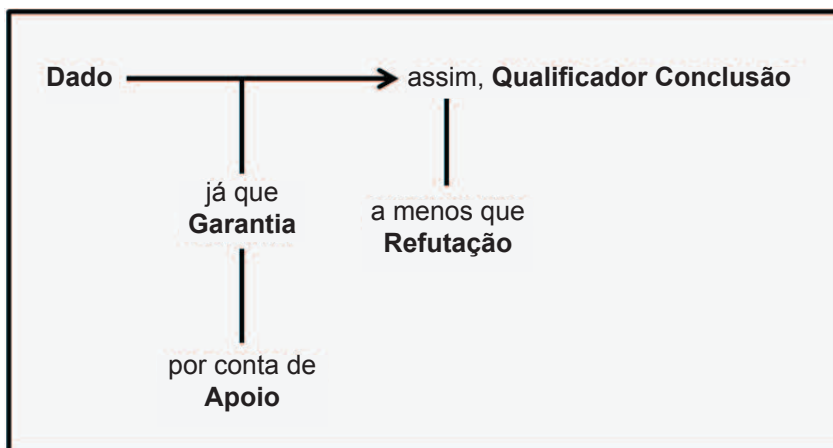 Dado assim, Qualificador Conclusão
já que
Garantia
a menos que
Refutação
por conta de
Apoio